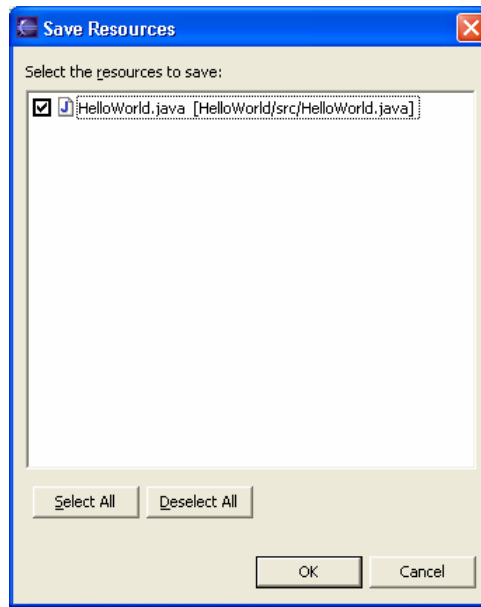 Save Resources
Select the resources to save:
HelloWorld.java [HelloWorld/src/HelloWorld.java]
Select All Deselect All
OK Cancel